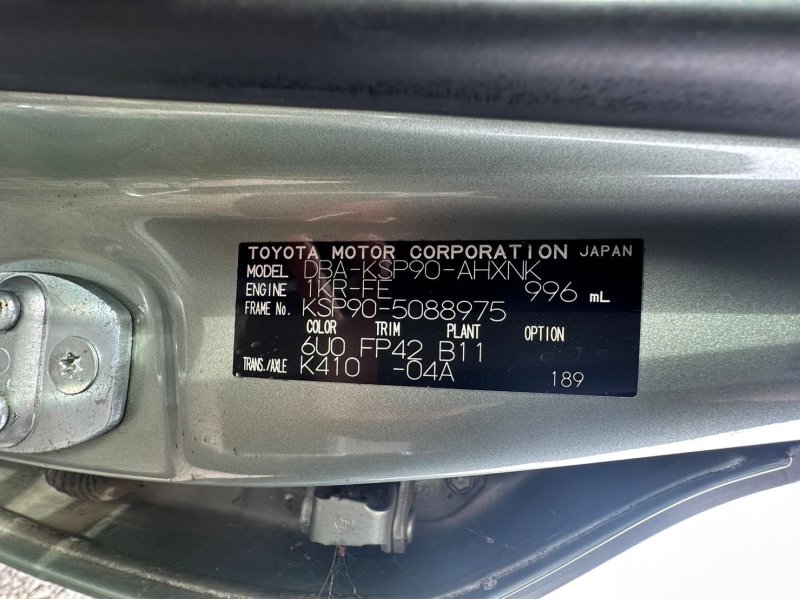 TOYOTA MOTOR CORPORATION JAPAN
MODEL DBA-KSP90-AHXNK
ENGINE 1KR-FE 996 mL
FRAME No. KSP90-5088975
COLOR TRIM PLANT OPTION
6U0 FP42 B11
TRANS./AXLE K410 -04A
189